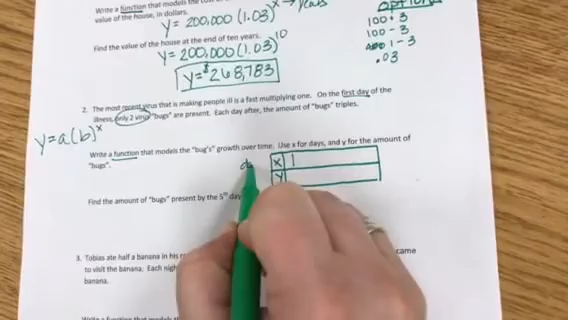 Write a function that models the
value of the house, in dollars.
y = 200,000 (1.03)^x → years
Find the value of the house at the end of ten years.
y = 200,000 (1.03)^10
y = $268,783
options
100 + 3
100 - 3
1 - 3
.03
2. The most recent virus that is making people ill is a fast multiplying one. On the first day of the
illness, only 2 virus "bugs" are present. Each day after, the amount of "bugs" triples.
y = a(b)^x
Write a function that models the "bug's" growth over time. Use x for days, and y for the amount of
"bugs".
x 1
y
Find the amount of "bugs" present by the 5th day
3. Tobias ate half a banana in his
came
to visit the banana. Each
banana.
Write a function that models